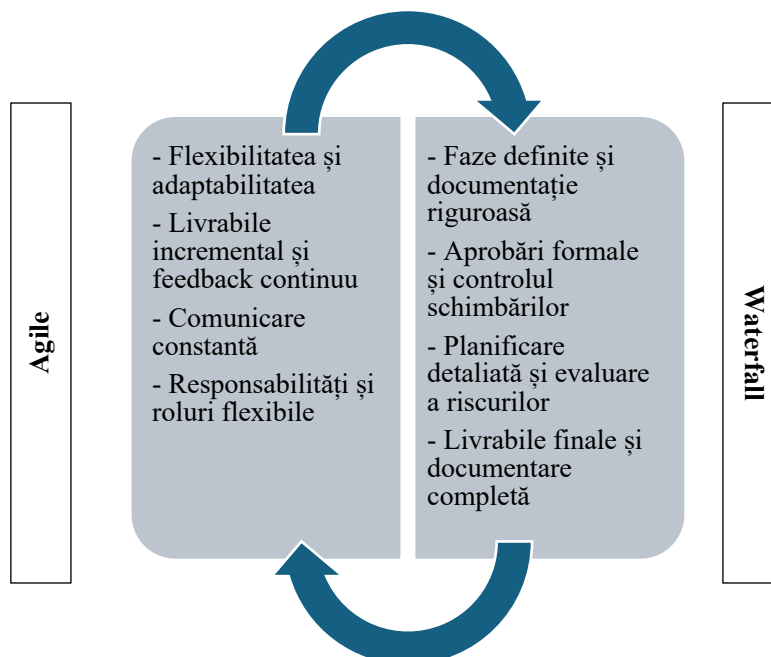 Agile
- Flexibilitatea și
adaptabilitatea
- Livrabile
incremental și
feedback continuu
- Comunicare
constantă
- Responsabilități și
roluri flexibile
- Faze definite și
documentație
riguroasă
- Aprobări formale
și controlul
schimbărilor
- Planificare
detaliată și evaluare
a riscurilor
- Livrabile finale și
documentare
completă
Waterfall